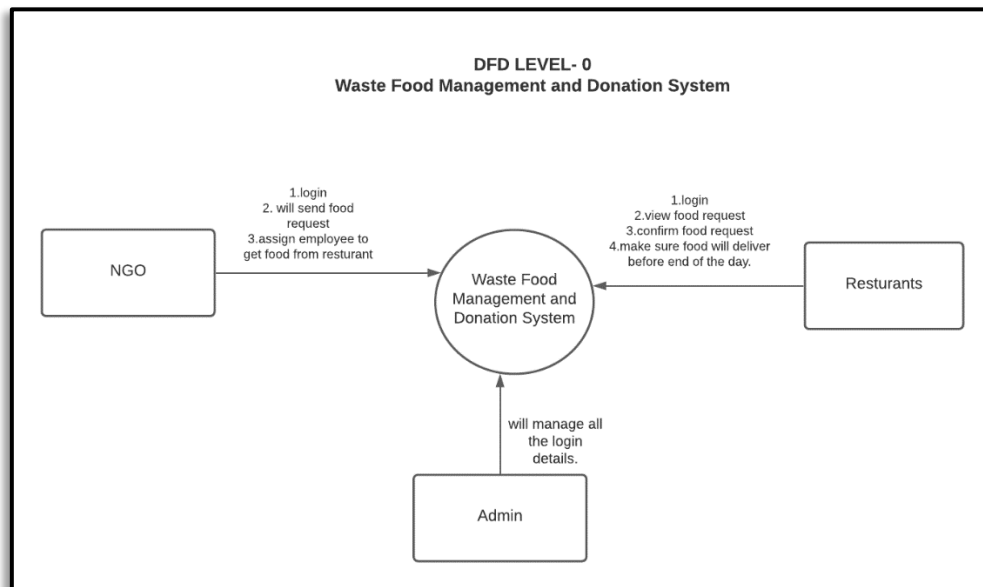 DFD LEVEL- 0
Waste Food Management and Donation System
1.login
2. will send food
request
3.assign employee to
get food from resturant
NGO
Waste Food
Management and
Donation System
1.login
2.view food request
3.confirm food request
4.make sure food will deliver
before end of the day.
Resturants
will manage all
the login
details.
Admin